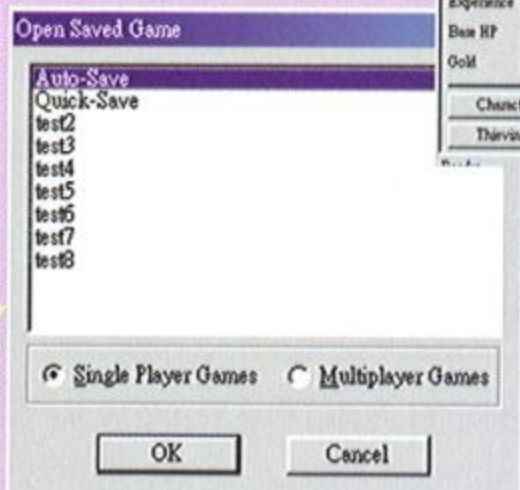 Experience
Base HP
Gold
Open Saved Game
Auto-Save
Quick-Save
test2
test3
test4
test5
test6
test7
test8
Single Player Games
Multiplayer Games
OK
Cancel